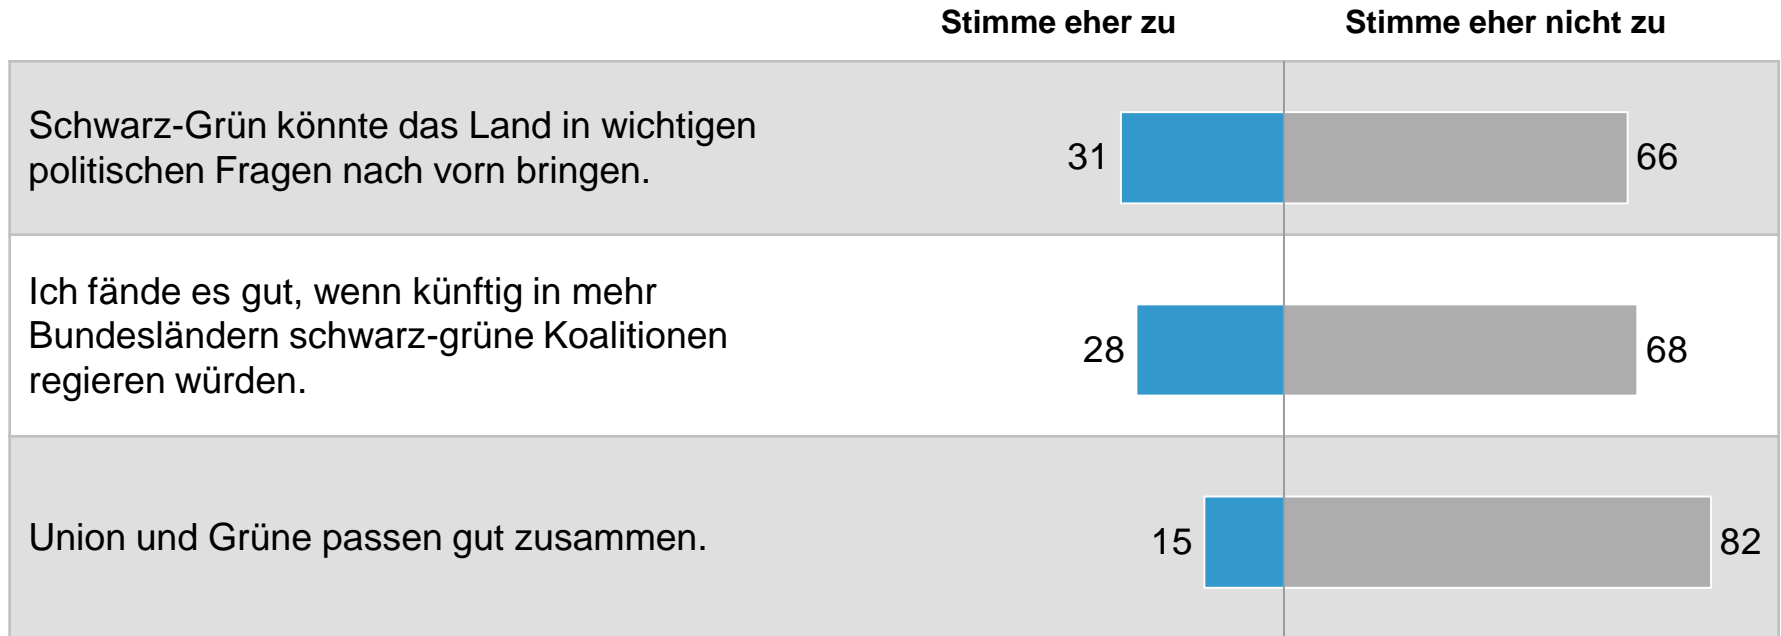 Stimme eher zu Stimme eher nicht zu
Schwarz-Grün könnte das Land in wichtigen
politischen Fragen nach vorn bringen.
31 66
Ich fände es gut, wenn künftig in mehr
Bundesländern schwarz-grüne Koalitionen
regieren würden.
28 68
Union und Grüne passen gut zusammen.
15 82